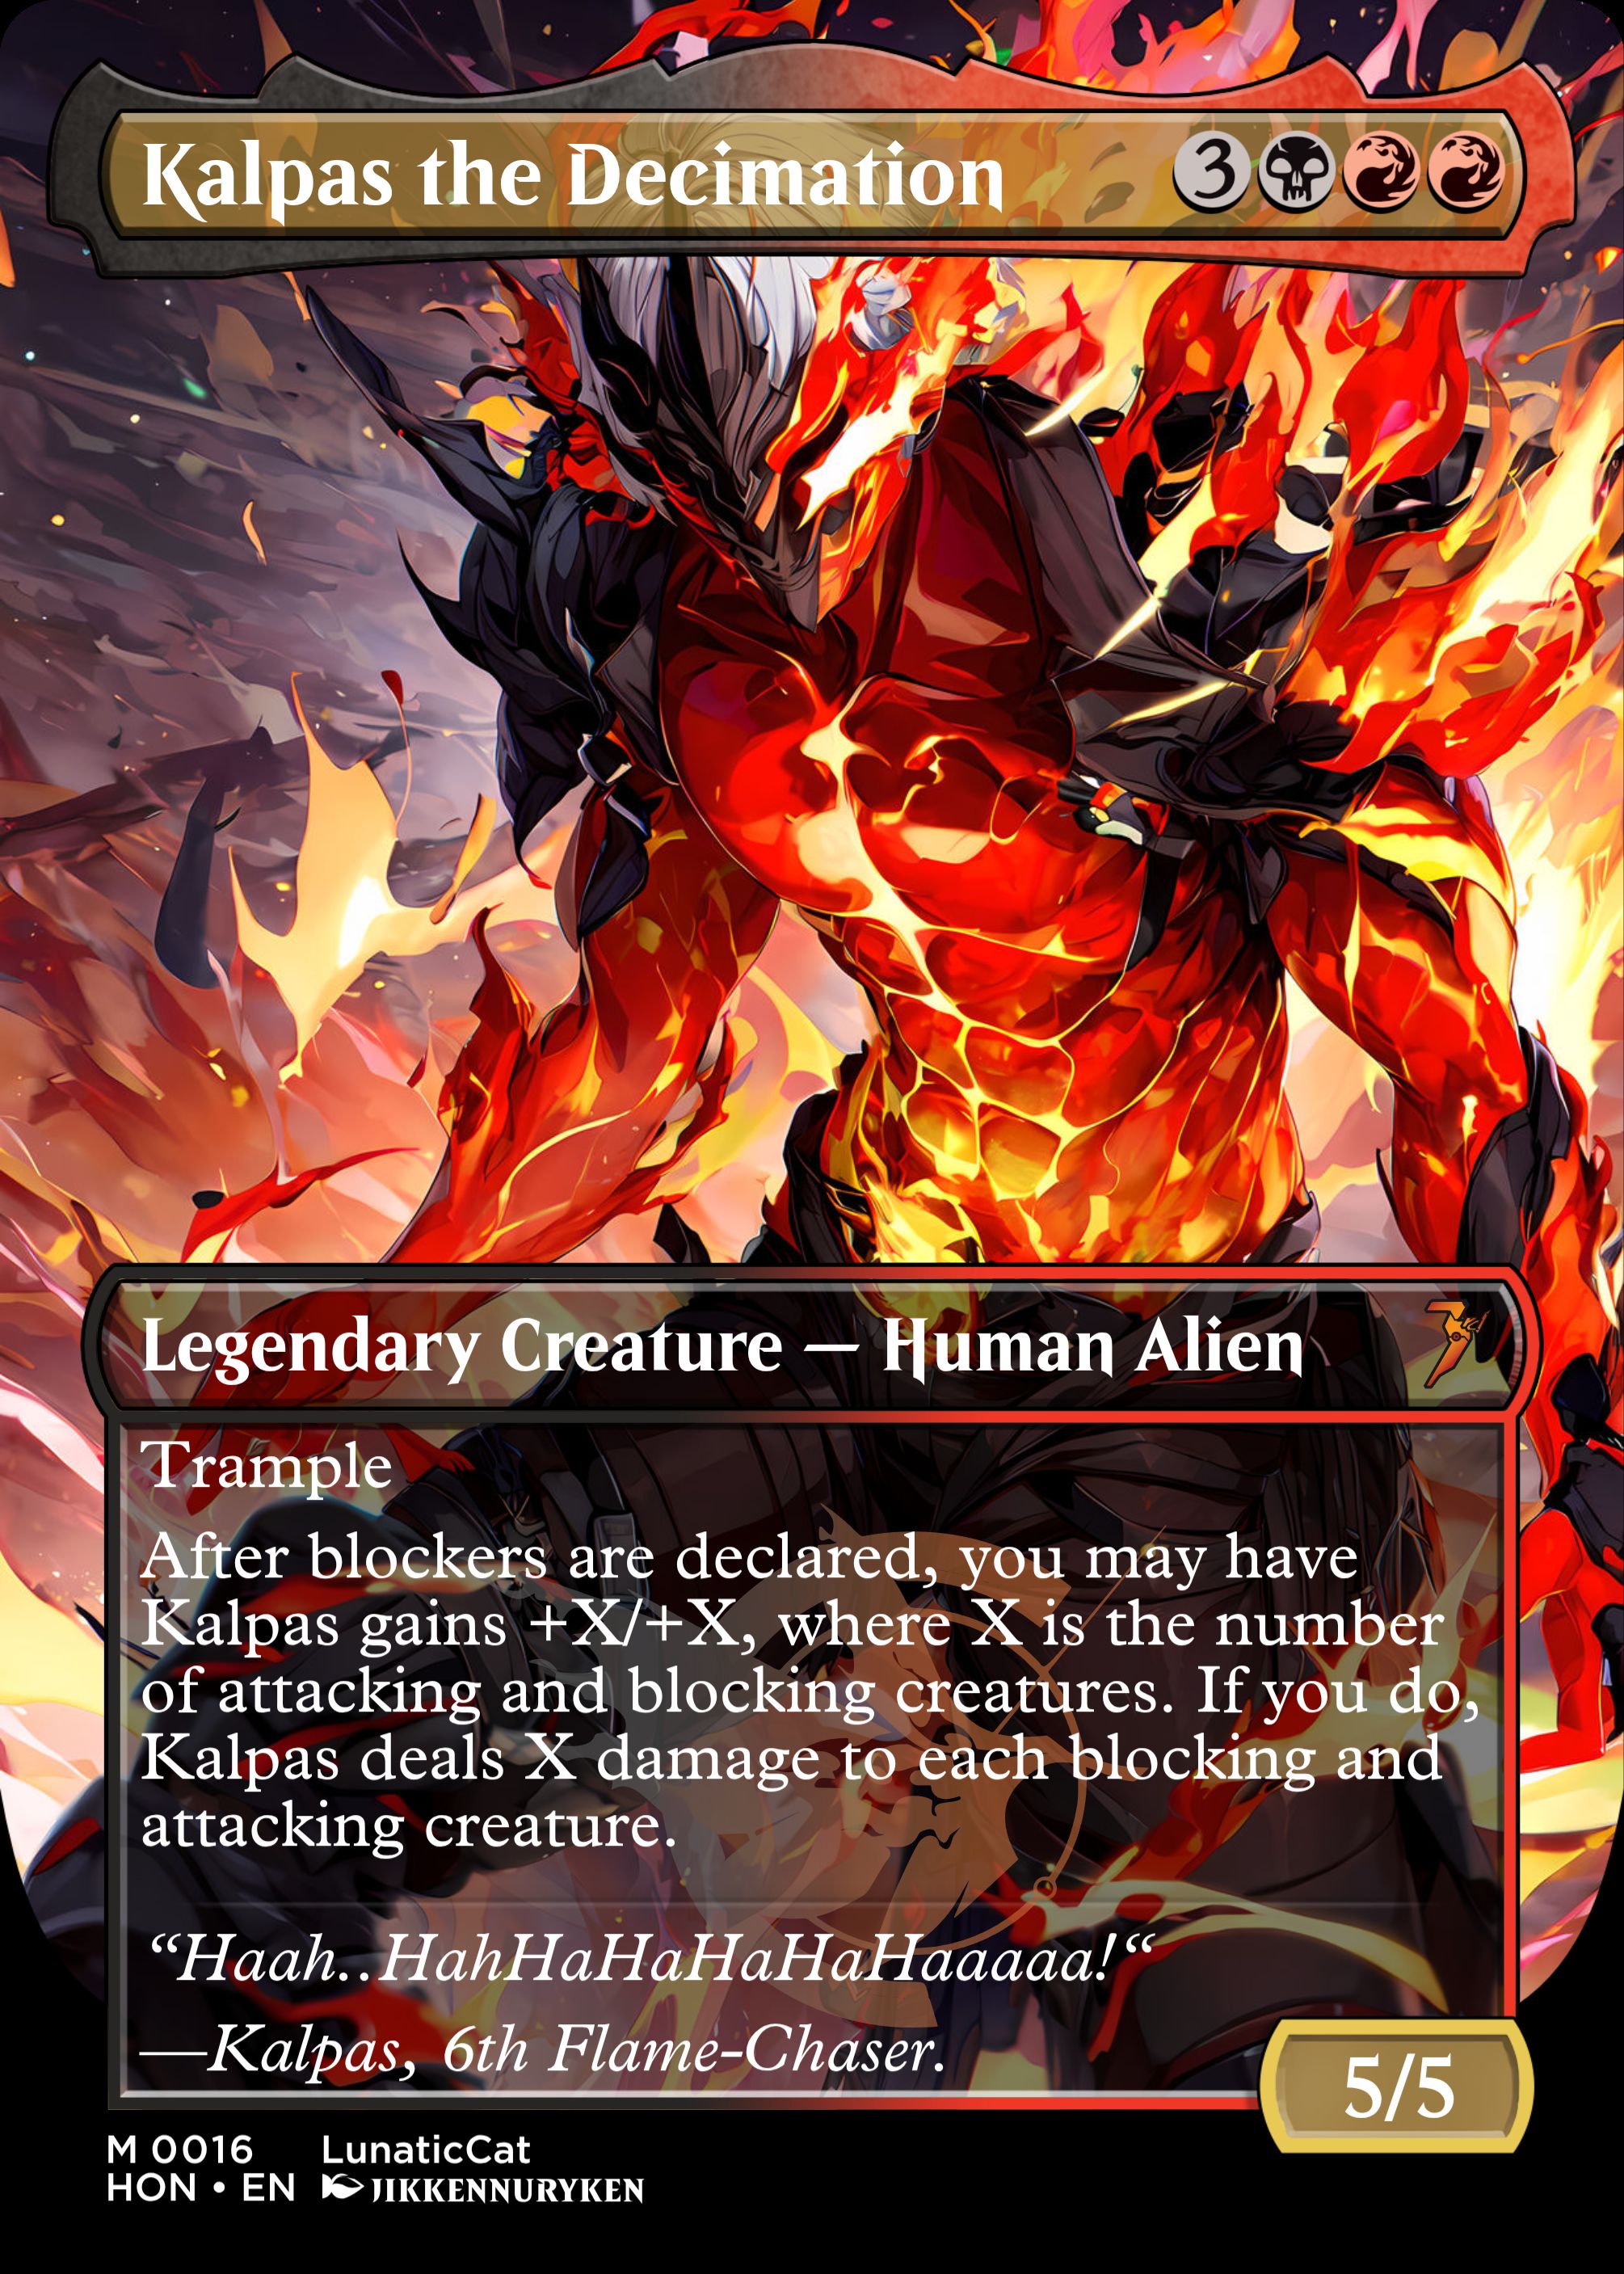 Kalpas the Decimation 3
Legendary Creature — Human Alien 3rd
Trample
After blockers are declared, you may have
Kalpas gains +X/+X, where X is the number
of attacking and blocking creatures. If you do,
Kalpas deals X damage to each blocking and
attacking creature.
“Haah..HahHaHaHaHaHaaaaa!“
—Kalpas, 6th Flame-Chaser.
5/5
M 0016 LunaticCat
HON • EN JIKKENNURYKEN